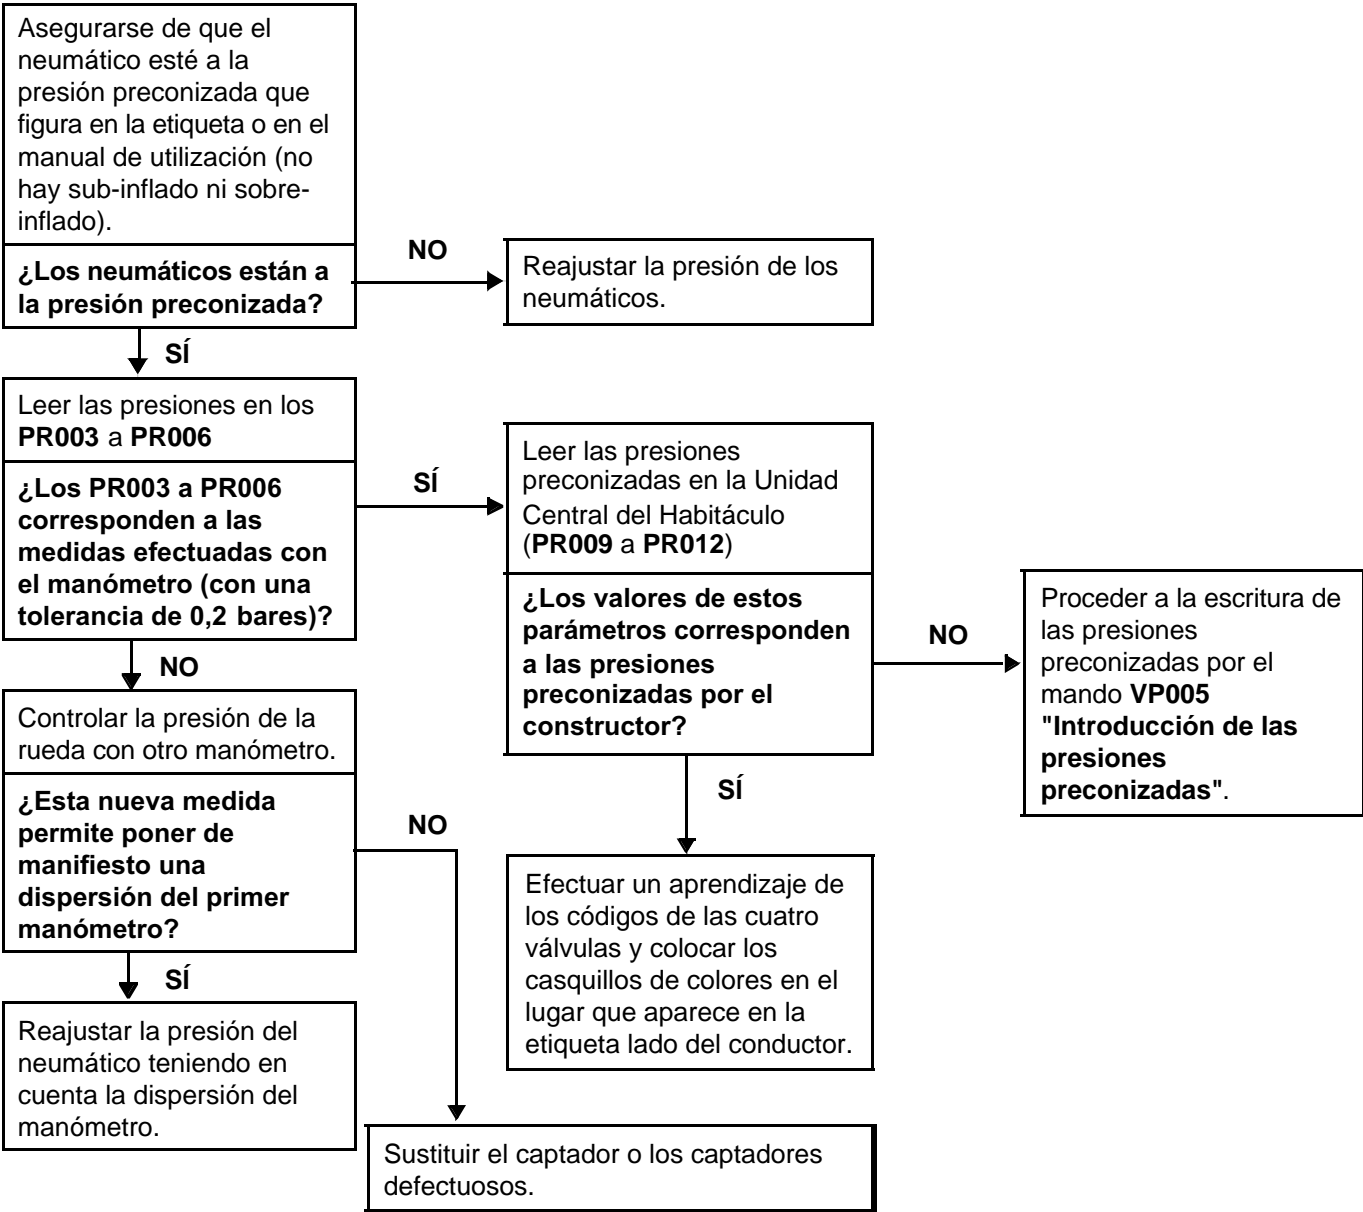 Asegurarse de que el
neumático esté a la
presión preconizada que
figura en la etiqueta o en el
manual de utilización (no
hay sub-inflado ni sobre-
inflado).
¿Los neumáticos están a
la presión preconizada?
NO
Reajustar la presión de los
neumáticos.
SÍ
Leer las presiones en los
PR003 a PR006
¿Los PR003 a PR006
corresponden a las
medidas efectuadas con
el manómetro (con una
tolerancia de 0,2 bares)?
SÍ
Leer las presiones
preconizadas en la Unidad
Central del Habitáculo
(PR009 a PR012)
¿Los valores de estos
parámetros corresponden
a las presiones
preconizadas por el
constructor?
NO
Proceder a la escritura de
las presiones
preconizadas por el
mando VP005
"Introducción de las
presiones
preconizadas".
SÍ
Efectuar un aprendizaje de
los códigos de las cuatro
válvulas y colocar los
casquillos de colores en el
lugar que aparece en la
etiqueta lado del conductor.
NO
Controlar la presión de la
rueda con otro manómetro.
¿Esta nueva medida
permite poner de
manifiesto una
dispersión del primer
manómetro?
NO
Sustituir el captador o los captadores
defectuosos.
SÍ
Reajustar la presión del
neumático teniendo en
cuenta la dispersión del
manómetro.